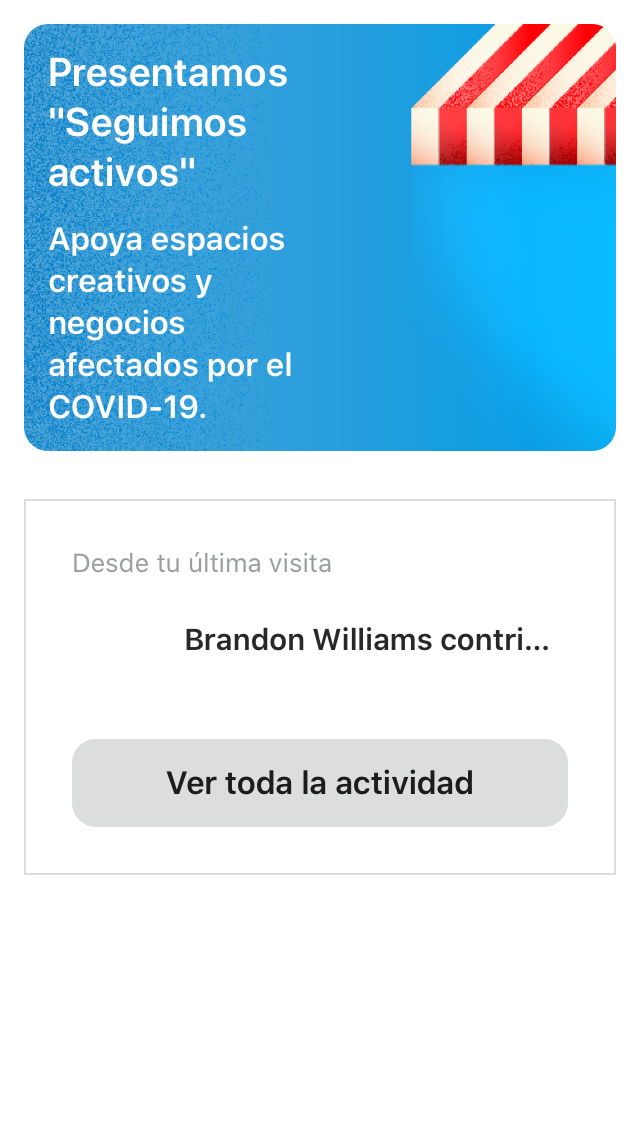 Presentamos
"Seguimos
activos"
Apoya espacios
creativos y
negocios
afectados por el
COVID-19.
Desde tu última visita
Brandon Williams contri...
Ver toda la actividad